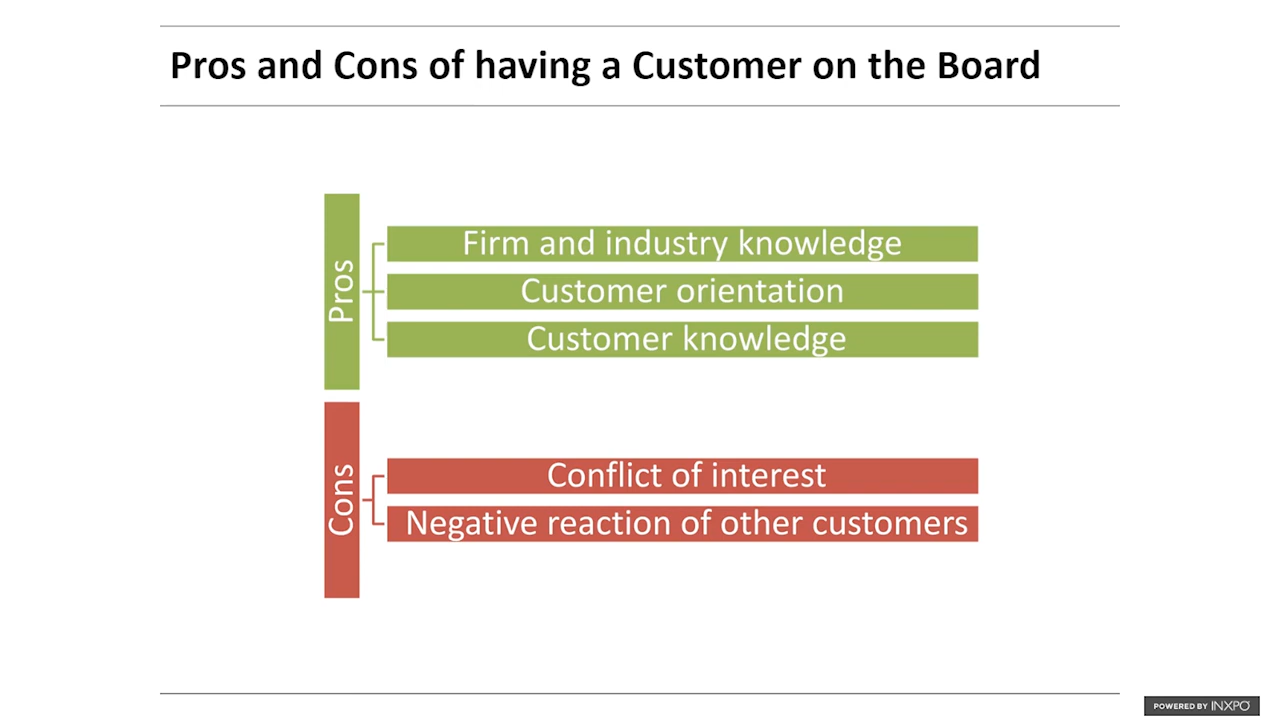 Pros and Cons of having a Customer on the Board
Pros
Firm and industry knowledge
Customer orientation
Customer knowledge
Cons
Conflict of interest
Negative reaction of other customers
POWERED BY INXPO